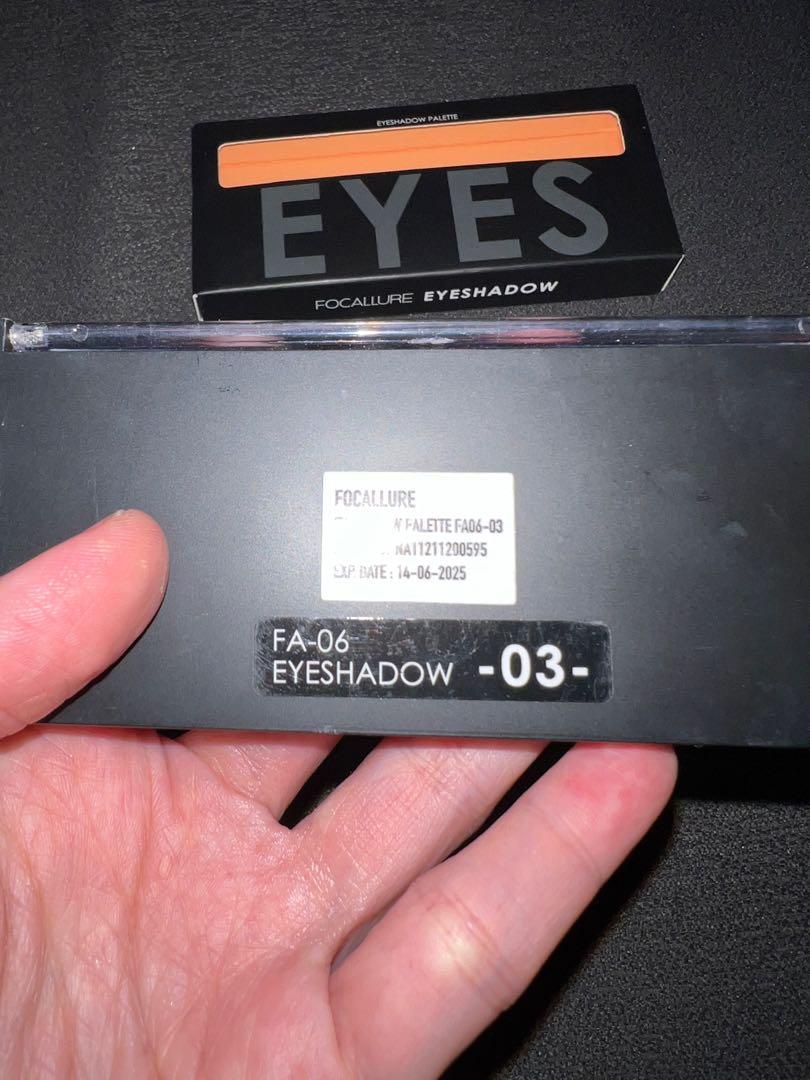 EYESHADOW PALETTE
EYES
FOCALLURE EYESHADOW
FOCALLURE
PALETTE FA06-03
NA11211200595
EXP. DATE : 14-06-2025
FA-06
EYESHADOW -03-